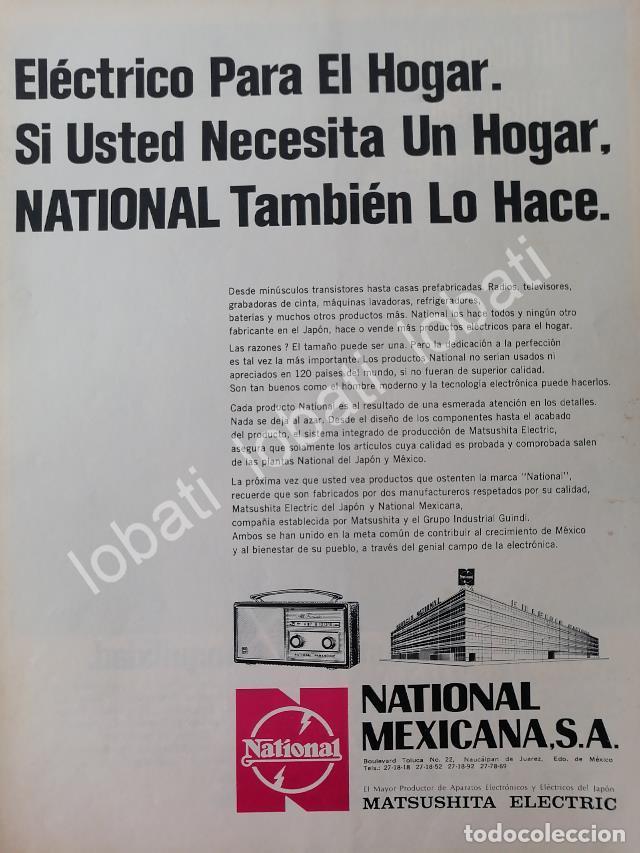 Eléctrico Para El Hogar.
Si Usted Necesita Un Hogar,
NATIONAL También Lo Hace.
Desde minúsculos transistores hasta casas prefabricadas. Radios, televisores,
grabadoras de cinta, máquinas lavadoras, refrigeradores,
baterías y muchos otros productos más. National los hace todos y ningún otro
fabricante en el Japón, hace o vende más productos eléctricos para el hogar.
Las razones ? El tamaño puede ser una. Pero la dedicación a la perfección
es tal vez la más importante. Los productos National no serian usados ni
apreciados en 120 paises del mundo, si no fueran de superior calidad.
Son tan buenos como el hombre moderno y la tecnología electrónica puede hacerlos.
Cada producto National es el resultado de una esmerada atención en los detalles.
Nada se deja al azar. Desde el diseño de los componentes hasta el acabado
del producto, el sistema integrado de producción de Matsushita Electric,
asegura que solamente los artículos cuya calidad es probada y comprobada salen
de las plantas National del Japón y México.
La próxima vez que usted vea productos que ostenten la marca "National",
recuerde que son fabricados por dos manufactureros respetados por su calidad,
Matsushita Electric del Japón y National Mexicana,
compañía establecida por Matsushita y el Grupo Industrial Guindi.
Ambos se han unido en la meta común de contribuir al crecimiento de México
y al bienestar de su pueblo, a través del genial campo de la electrónica.
National
National
NATIONAL
MEXICANA, S.A.
Boulevard Toluca No. 22, Naucalpan de Juarez, Edo. de México
Tels.: 27-18-18 27-18-52 27-18-92 27-78-69
El Mayor Productor de Aparatos Electrónicos y Eléctricos del Japón
MATSUSHITA ELECTRIC
lobati lobati lobati
todocoleccion